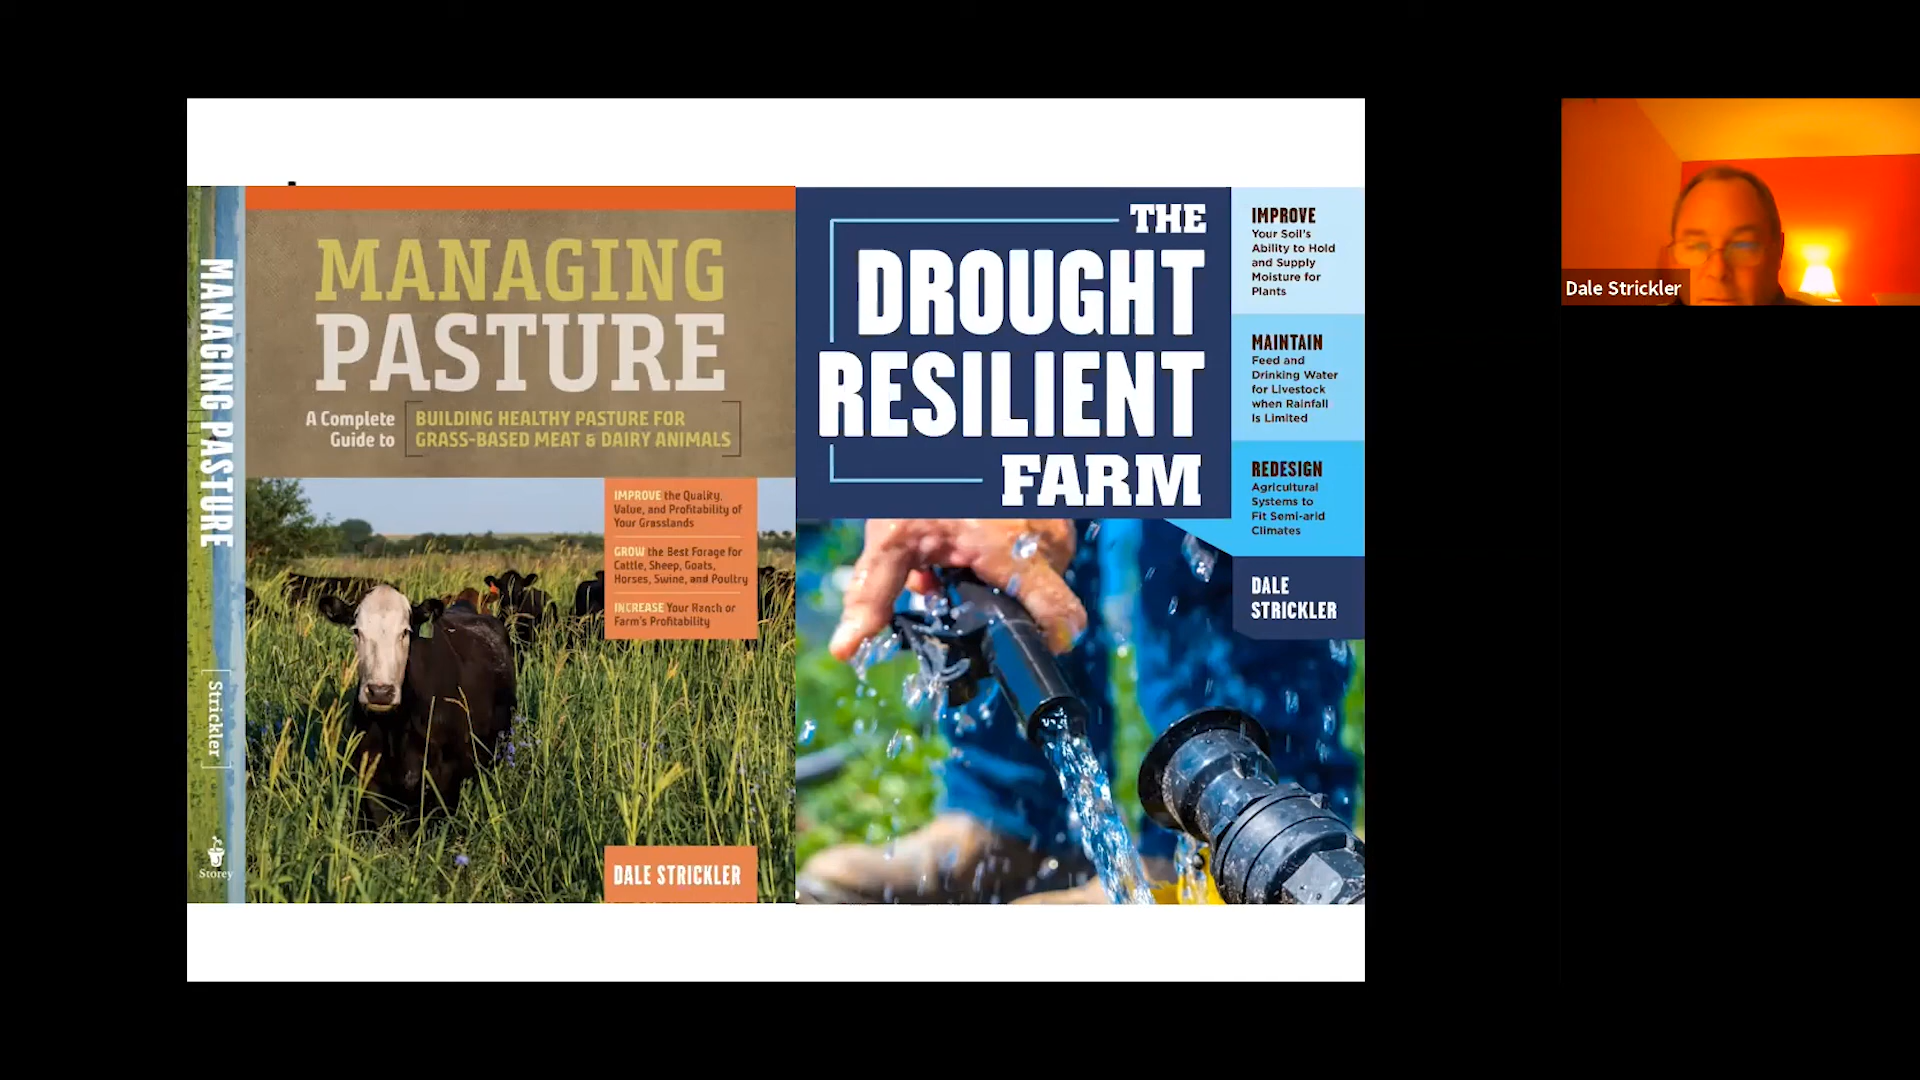 MANAGING PASTURE
Strickler
Storey
MANAGING
PASTURE
A Complete
Guide to
BUILDING HEALTHY PASTURE FOR
GRASS-BASED MEAT & DAIRY ANIMALS
IMPROVE the Quality,
Value, and Profitability of
Your Grasslands
GROW the Best Forage for
Cattle, Sheep, Goats,
Horses, Swine, and Poultry
INCREASE Your Ranch or
Farm's Profitability
DALE STRICKLER
THE
DROUGHT
RESILIENT
FARM
IMPROVE
Your Soil's
Ability to Hold
and Supply
Moisture for
Plants
MAINTAIN
Feed and
Drinking Water
for Livestock
when Rainfall
Is Limited
REDESIGN
Agricultural
Systems to
Fit Semi-arid
Climates
DALE
STRICKLER
Dale Strickler